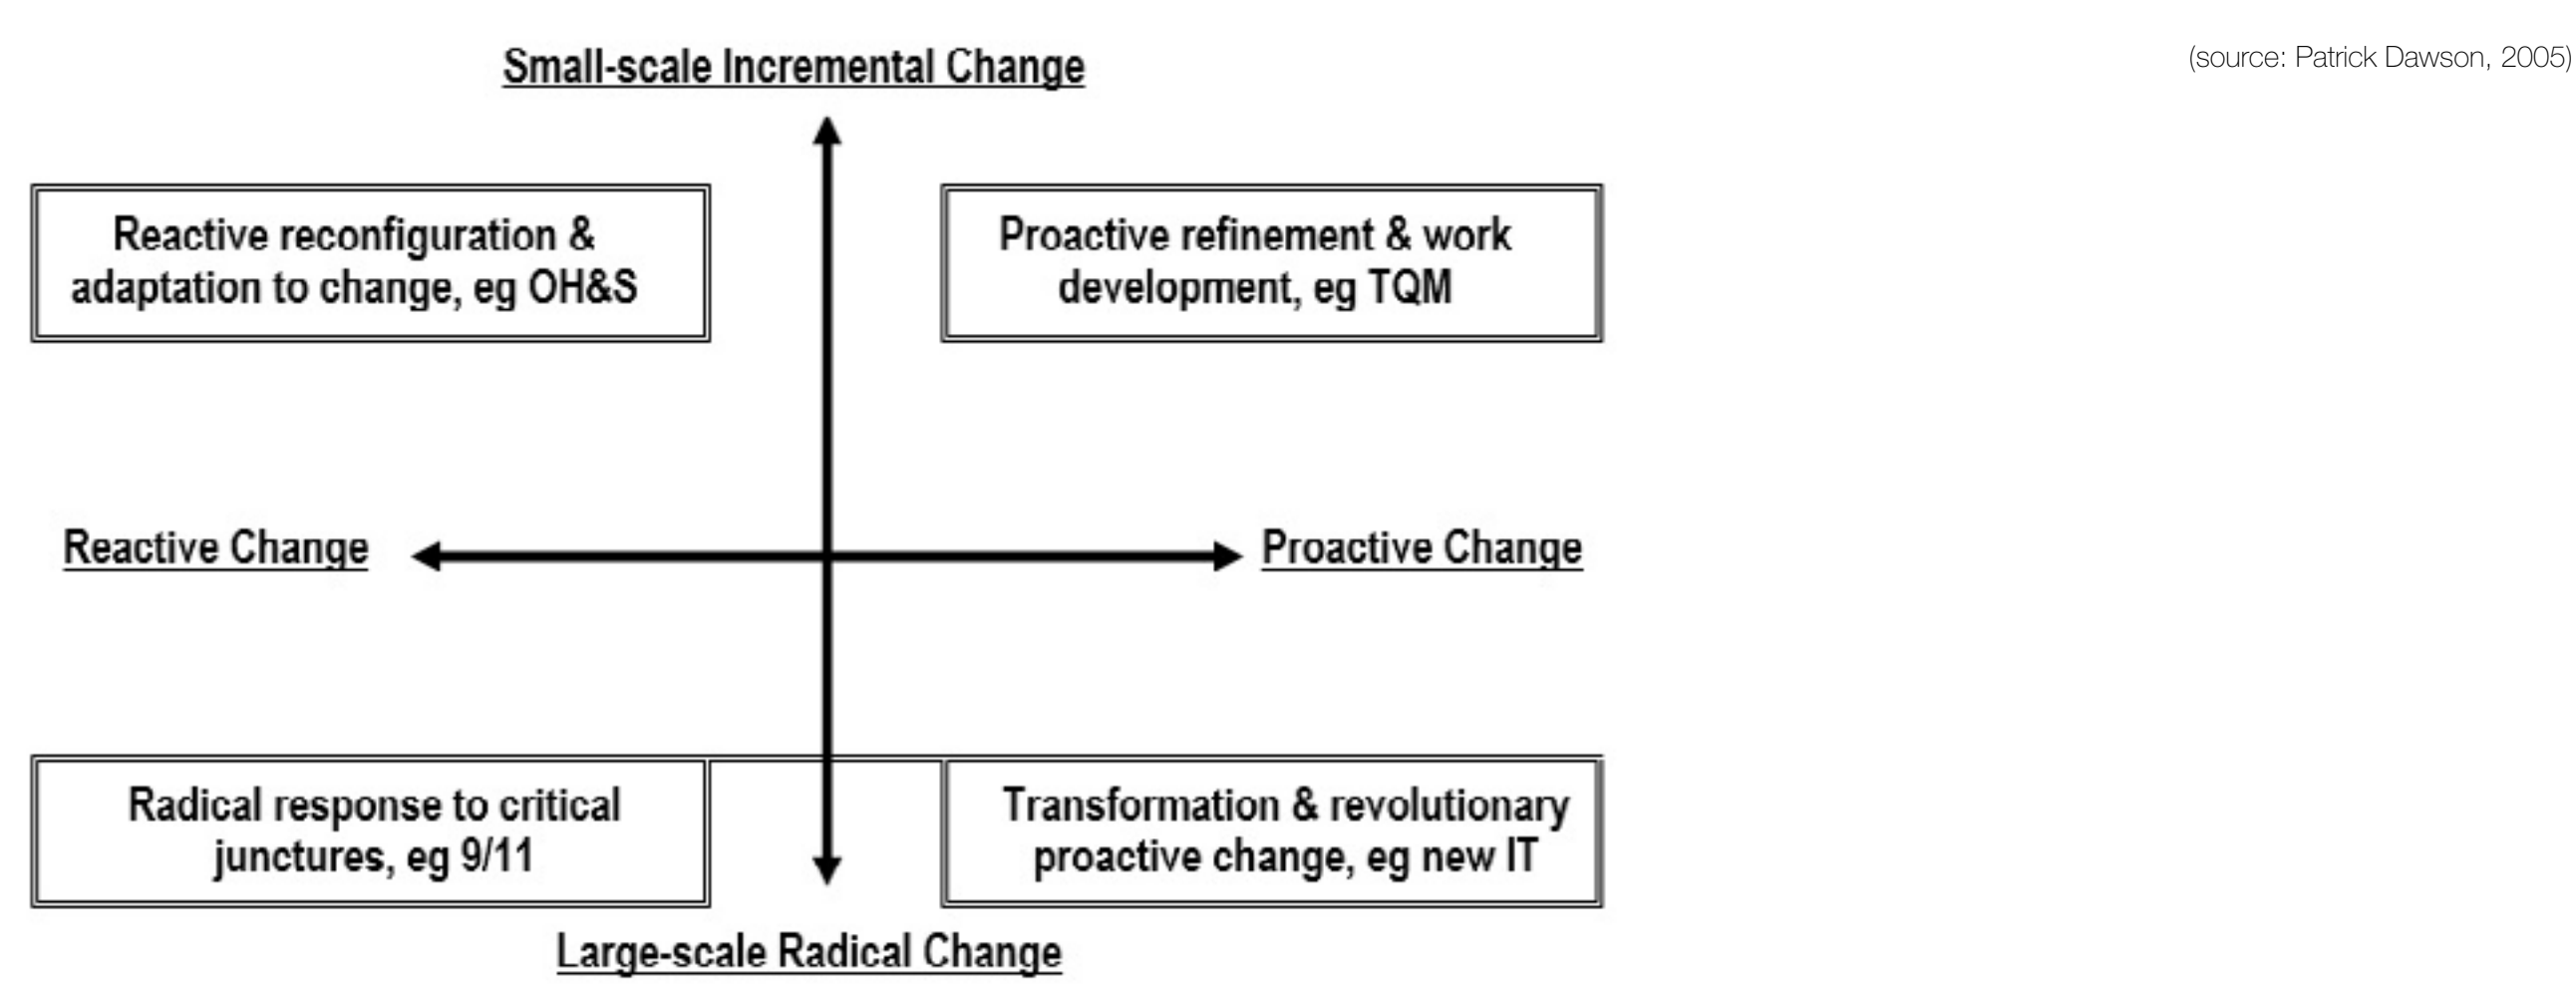 Small-scale Incremental Change
(source: Patrick Dawson, 2005)
Reactive reconfiguration &
adaptation to change, eg OH&S
Proactive refinement & work
development, eg TQM
Reactive Change
Proactive Change
Radical response to critical
junctures, eg 9/11
Transformation & revolutionary
proactive change, eg new IT
Large-scale Radical Change